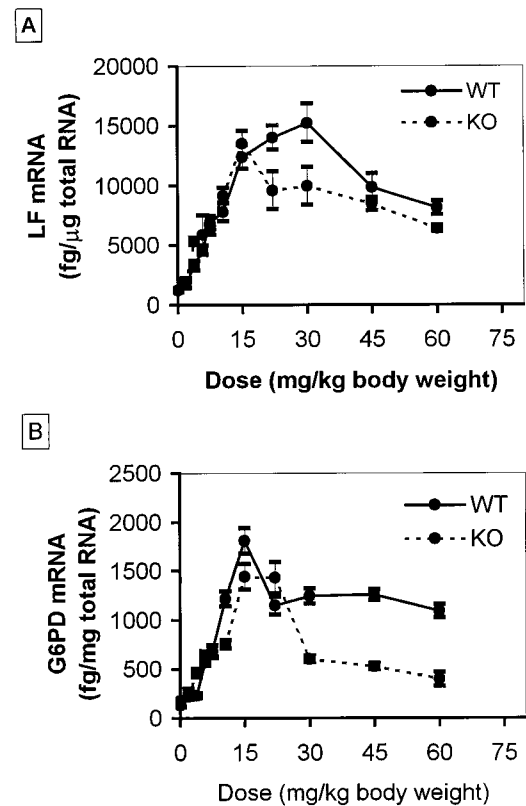 A
LF mRNA
(fg/μg total RNA)
20000
15000
10000
5000
0
WT
KO
0 15 30 45 60 75
Dose (mg/kg body weight)
B
G6PD mRNA
(fg/mg total RNA)
2500
2000
1500
1000
500
0
WT
KO
0 15 30 45 60 75
Dose (mg/kg body weight)